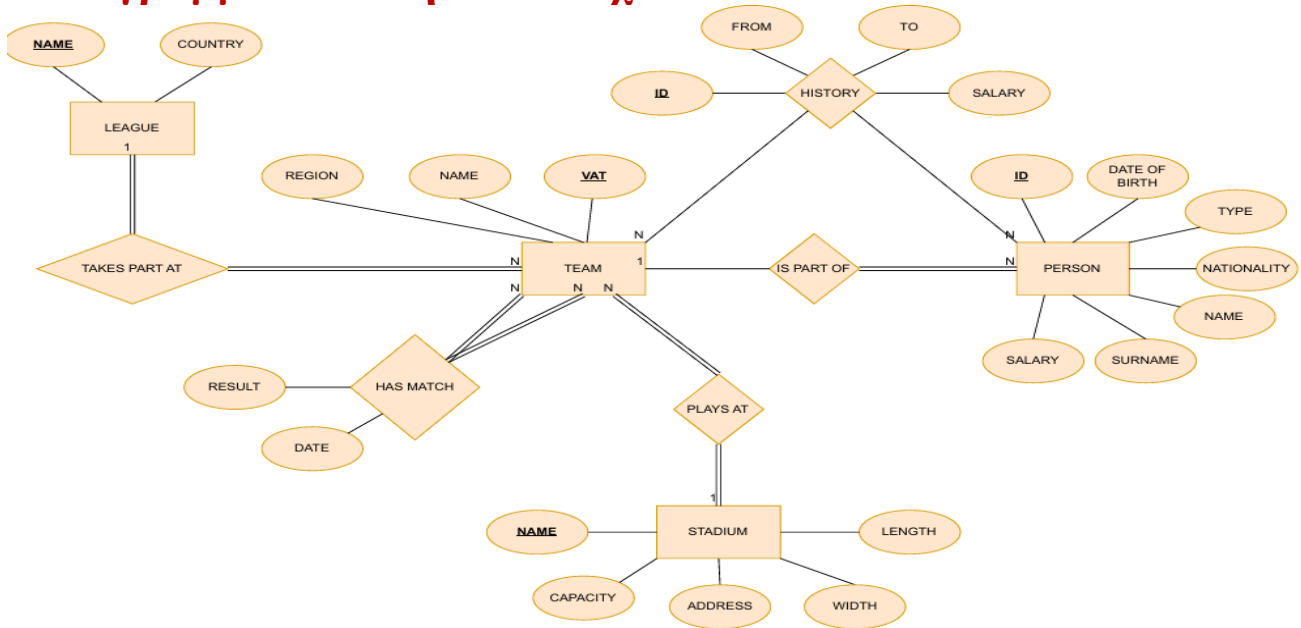 FROM
TO
NAME
COUNTRY
ID
HISTORY
SALARY
LEAGUE
1
REGION
NAME
VAT
ID
DATE OF
BIRTH
TYPE
N
N
TAKES PART AT
N
TEAM
1
IS PART OF
N
PERSON
NATIONALITY
N
N
N
NAME
RESULT
HAS MATCH
SALARY
SURNAME
PLAYS AT
DATE
1
NAME
STADIUM
LENGTH
CAPACITY
ADDRESS
WIDTH